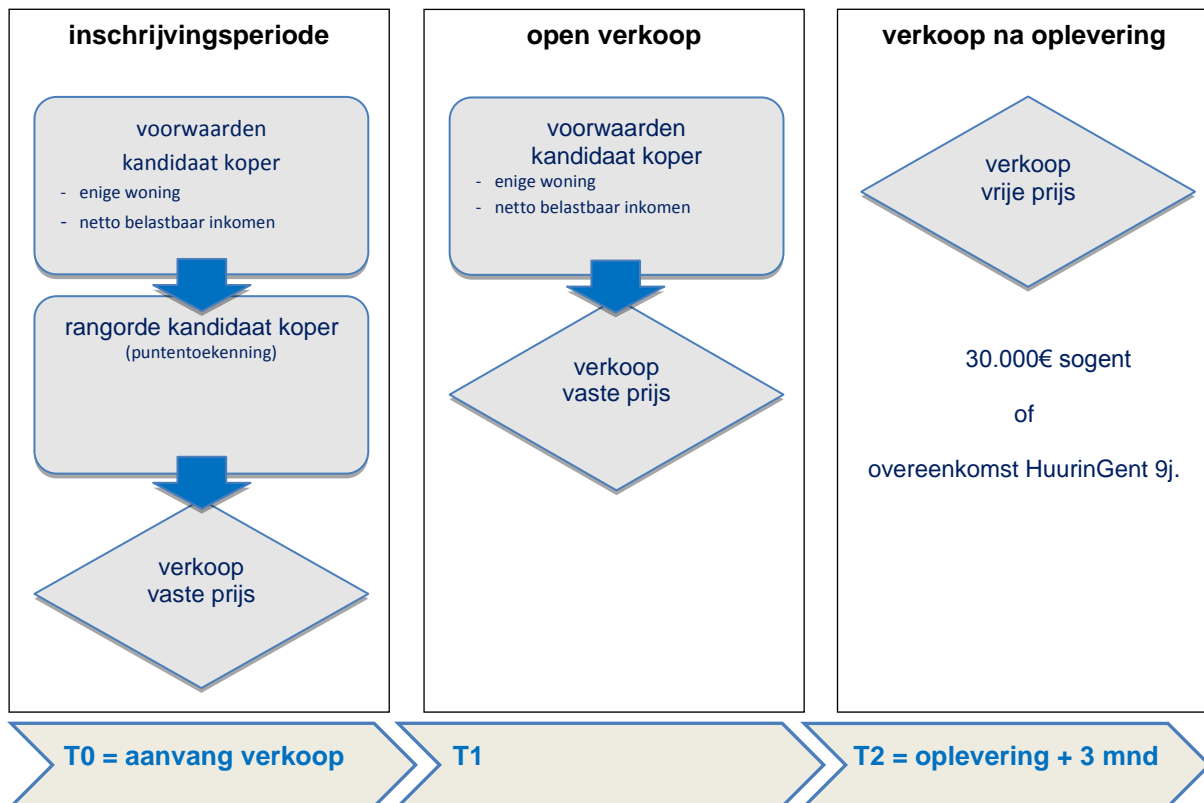 inschrijvingsperiode
voorwaarden
kandidaat koper
- enige woning
- netto belastbaar inkomen
rangorde kandidaat koper
(puntentoekenning)
verkoop
vaste prijs
open verkoop
voorwaarden
kandidaat koper
- enige woning
- netto belastbaar inkomen
verkoop
vaste prijs
verkoop na oplevering
verkoop
vrije prijs
30.000€ sogent
of
overeenkomst HuurinGent 9j.
T0 = aanvang verkoop
T1
T2 = oplevering + 3 mnd